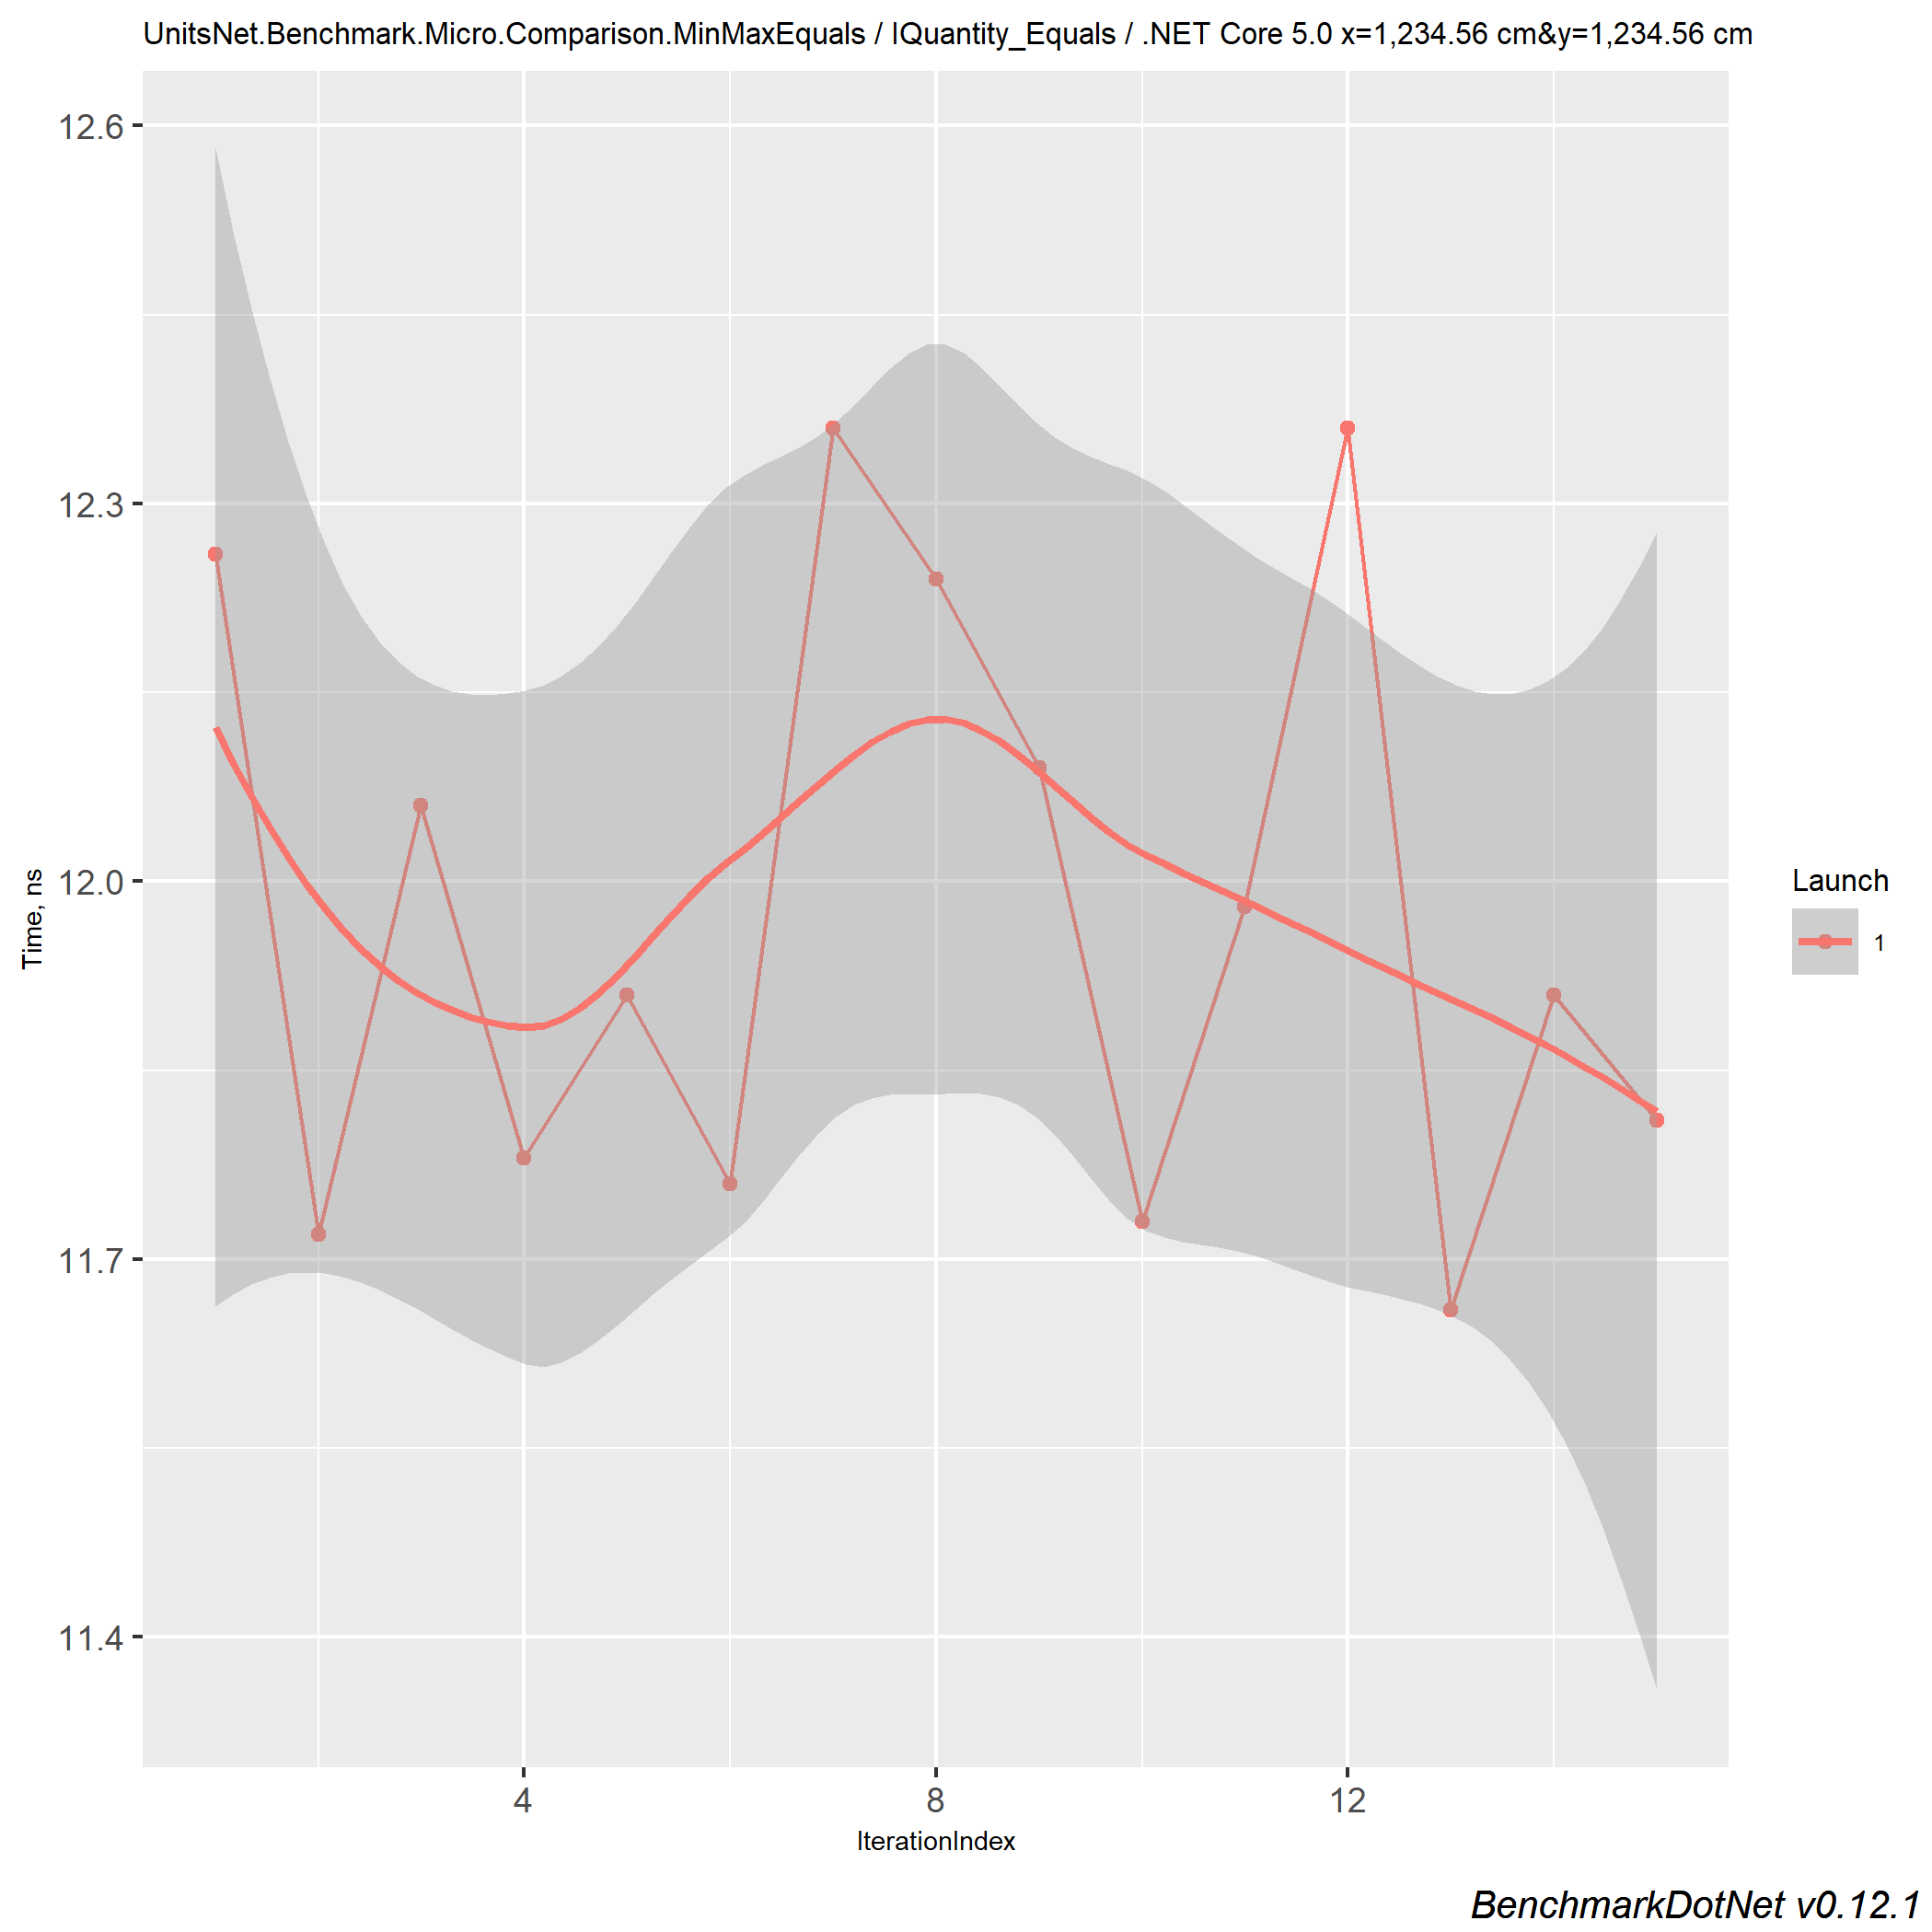 UnitsNet.Benchmark.Micro.Comparison.MinMaxEquals / IQuantity_Equals / .NET Core 5.0 x=1,234.56 cm&y=1,234.56 cm
12.6
12.3
12.0
11.7
11.4
Time, ns
4 8 12
IterationIndex
Launch
1
BenchmarkDotNet v0.12.1